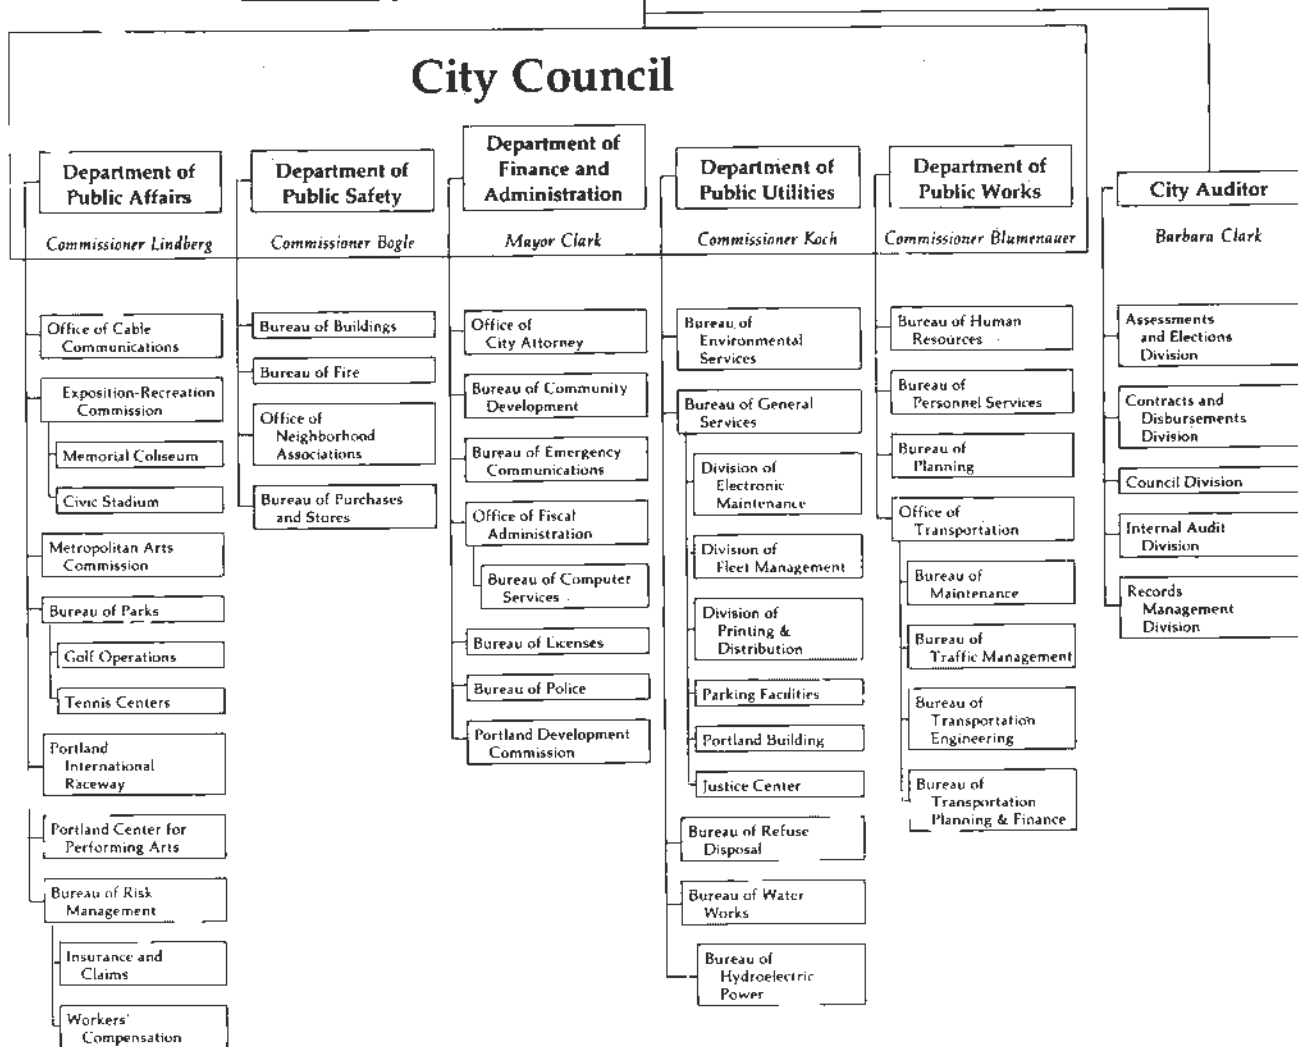 City Council
Department of
Public Affairs
Commissioner Lindberg
Office of Cable
Communications
Exposition-Recreation
Commission
Memorial Coliseum
Civic Stadium
Metropolitan Arts
Commission
Bureau of Parks
Golf Operations
Tennis Centers
Portland
International
Raceway
Portland Center for
Performing Arts
Bureau of Risk
Management
Insurance and
Claims
Workers'
Compensation
Department of
Public Safety
Commissioner Bogle
Bureau of Buildings
Bureau of Fire
Office of
Neighborhood
Associations
Bureau of Purchases
and Stores
Department of
Finance and
Administration
Mayor Clark
Office of
City Attorney
Bureau of Community
Development
Bureau of Emergency
Communications
Office of Fiscal
Administration
Bureau of Computer
Services
Bureau of Licenses
Bureau of Police
Portland Development
Commission
Department of
Public Utilities
Commissioner Koch
Bureau of
Environmental
Services
Bureau of General
Services
Division of
Electronic
Maintenance
Division of
Fleet Management
Division of
Printing &
Distribution
Parking Facilities
Portland Building
Justice Center
Bureau of Refuse
Disposal
Bureau of Water
Works
Bureau of
Hydroelectric
Power
Department of
Public Works
Commissioner Blumenauer
Bureau of Human
Resources
Bureau of
Personnel Services
Bureau of
Planning
Office of
Transportation
Bureau of
Maintenance
Bureau of
Traffic Management
Bureau of
Transportation
Engineering
Bureau of
Transportation
Planning & Finance
City Auditor
Barbara Clark
Assessments
and Elections
Division
Contracts and
Disbursements
Division
Council Division
Internal Audit
Division
Records
Management
Division